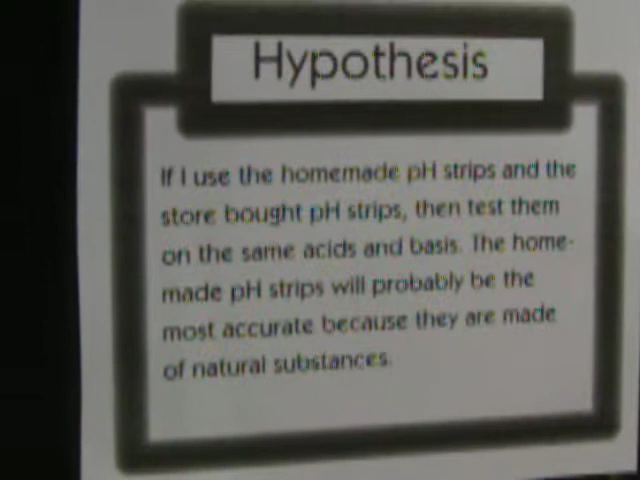 Hypothesis
If I use the homemade pH strips and the
store bought pH strips, then test them
on the same acids and basis. The home-
made pH strips will probably be the
most accurate because they are made
of natural substances.